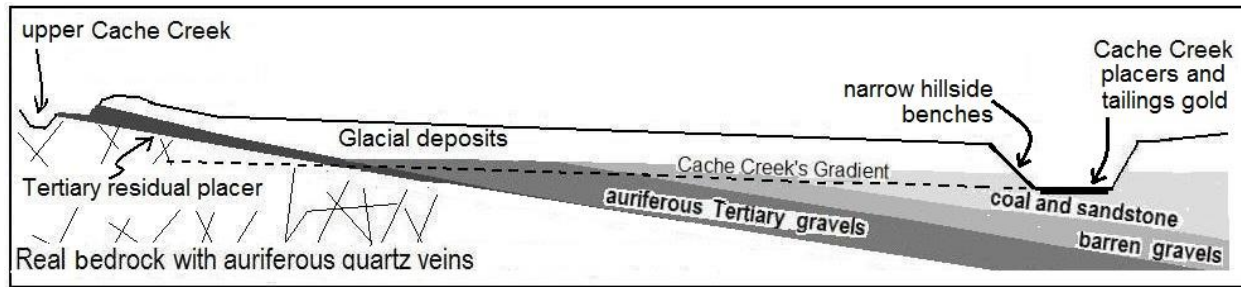 upper Cache Creek
Cache Creek
placers and
tailings gold
narrow hillside
benches
Glacial deposits
Cache Creek's Gradient
Tertiary residual placer
auriferous Tertiary gravels
coal and sandstone
barren gravels
Real bedrock with auriferous quartz veins